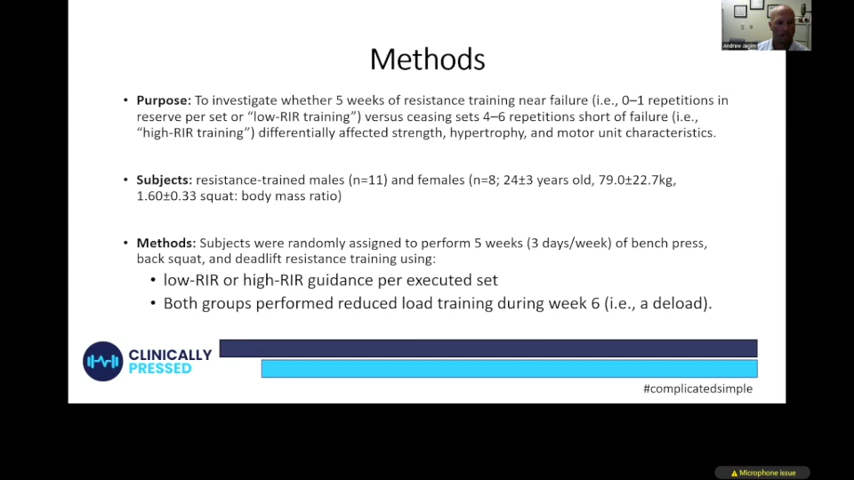 Methods
• Purpose: To investigate whether 5 weeks of resistance training near failure (i.e., 0–1 repetitions in
reserve per set or “low-RIR training”) versus ceasing sets 4–6 repetitions short of failure (i.e.,
“high-RIR training”) differentially affected strength, hypertrophy, and motor unit characteristics.
• Subjects: resistance-trained males (n=11) and females (n=8; 24±3 years old, 79.0±22.7kg,
1.60±0.33 squat: body mass ratio)
• Methods: Subjects were randomly assigned to perform 5 weeks (3 days/week) of bench press,
back squat, and deadlift resistance training using:
• low-RIR or high-RIR guidance per executed set
• Both groups performed reduced load training during week 6 (i.e., a deload).
CLINICALLY
PRESSED
#complicatedsimple
Andrew Jagim
Microphone issue